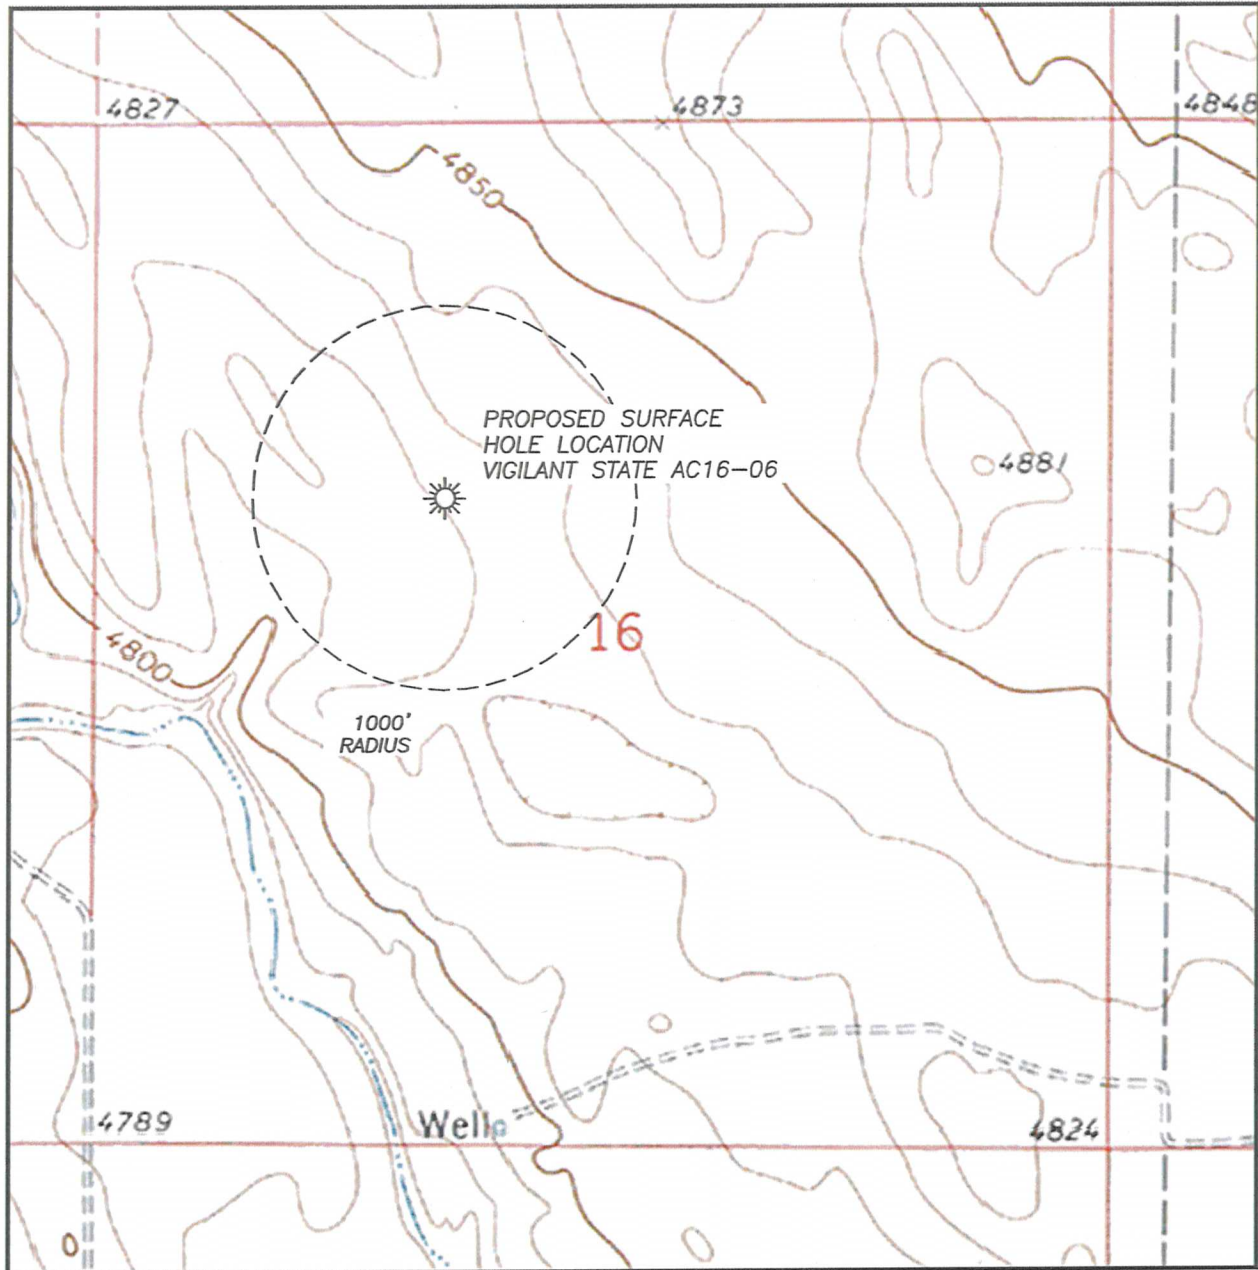 4827
4873
4848
4850
PROPOSED SURFACE
HOLE LOCATION
VIGILANT STATE AC16-06
4881
16
4800
1000'
RADIUS
4789
Well
4824